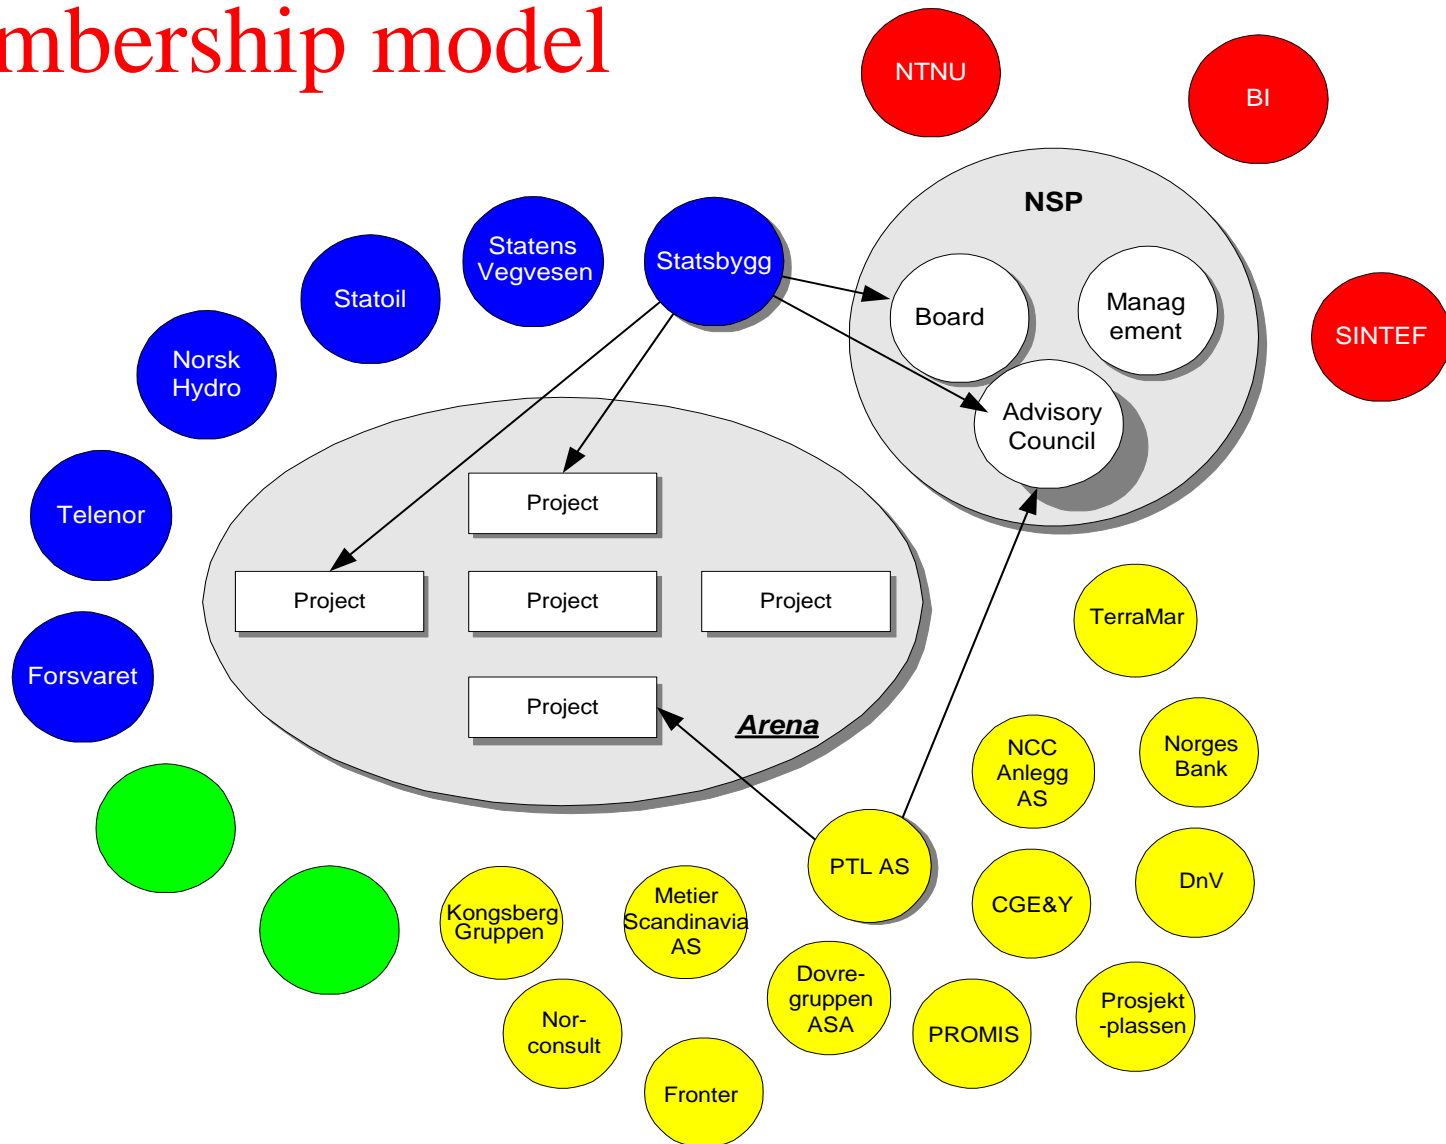 mbership model
NTNU
BI
NSP
Statens
Vegvesen
Statsbygg
Statoil
Board
Manag
ement
SINTEF
Norsk
Hydro
Advisory
Council
Telenor
Project
Project
Project
Project
TerraMar
Forsvaret
Project
Arena
NCC
Anlegg
AS
Norges
Bank
PTL AS
DnV
CGE&Y
Kongsberg
Gruppen
Metier
Scandinavia
AS
Dovre-
gruppen
ASA
Prosjekt
-plassen
Nor-
consult
PROMIS
Fronter